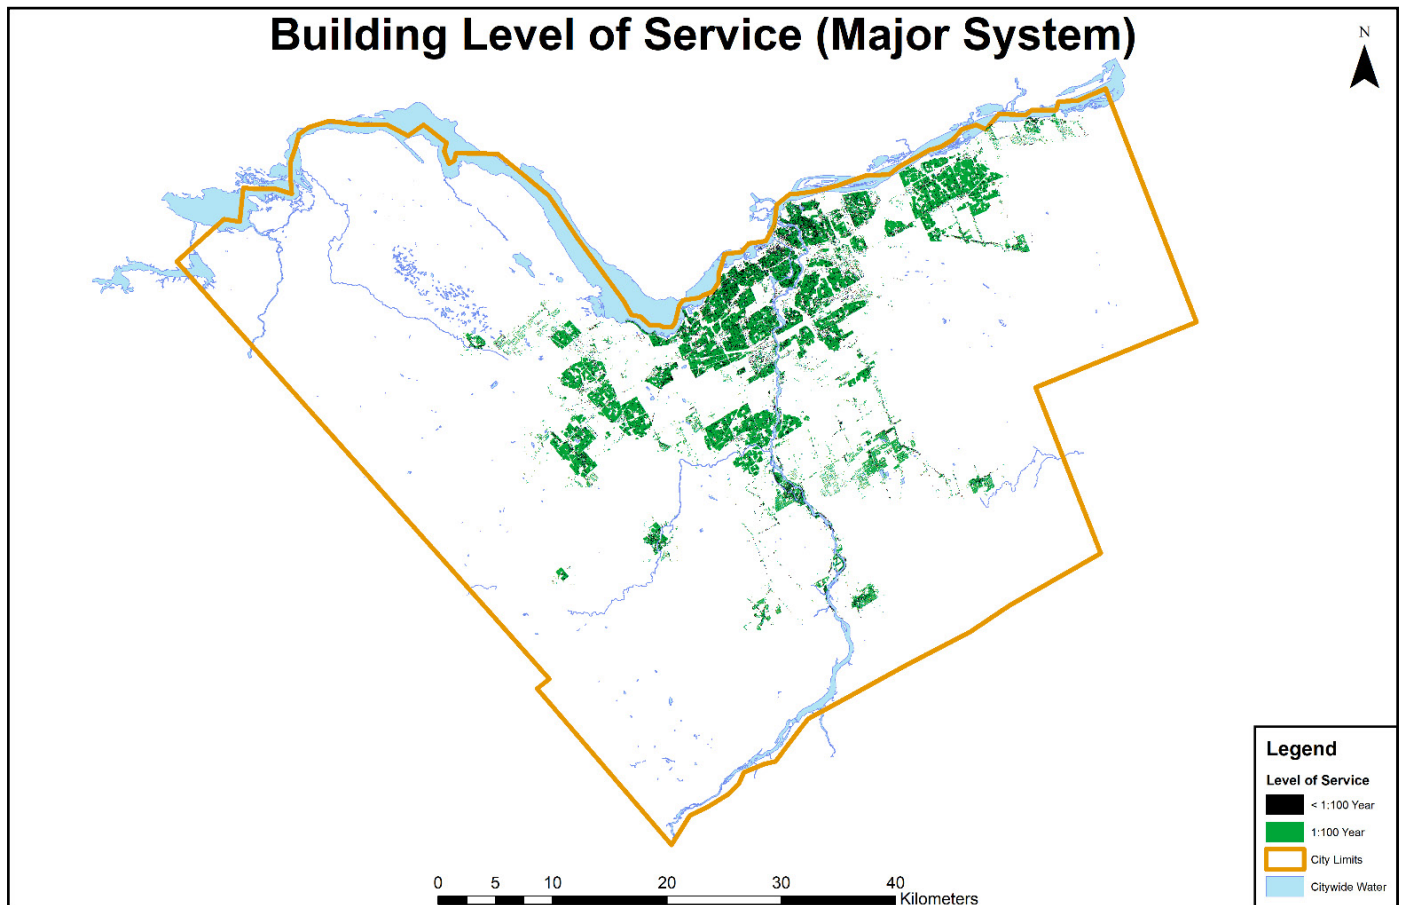 Building Level of Service (Major System)
N
Legend
Level of Service
< 1:100 Year
1:100 Year
City Limits
Citywide Water
0 5 10 20 30 40
Kilometers